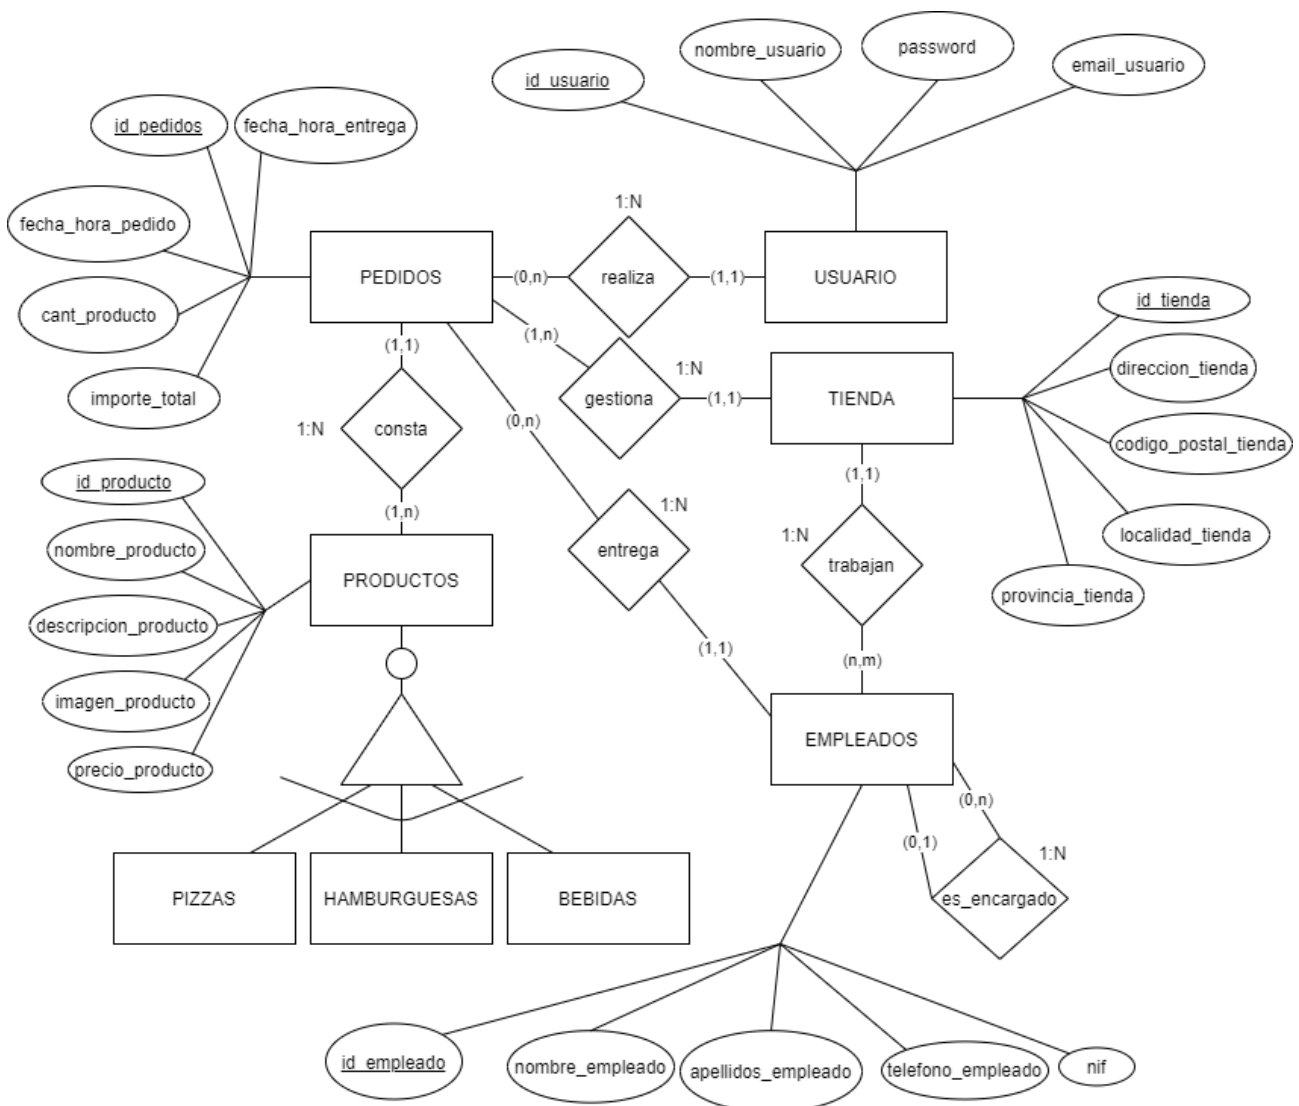 nombre_usuario
password
email_usuario
id_usuario
id_pedidos
fecha_hora_entrega
fecha_hora_pedido
cant_producto
importe_total
PEDIDOS
(0,n)
1:N
realiza
(1,1)
USUARIO
(1,n)
1:N
gestiona
(1,1)
TIENDA
id_tienda
direccion_tienda
codigo_postal_tienda
localidad_tienda
provincia_tienda
(1,1)
1:N
consta
(1,n)
(0,n)
1:N
entrega
(1,1)
(1,1)
1:N
trabajan
(n,m)
id_producto
nombre_producto
descripcion_producto
imagen_producto
precio_producto
PRODUCTOS
PIZZAS
HAMBURGUESAS
BEBIDAS
EMPLEADOS
(0,n)
(0,1)
1:N
es_encargado
id_empleado
nombre_empleado
apellidos_empleado
telefono_empleado
nif